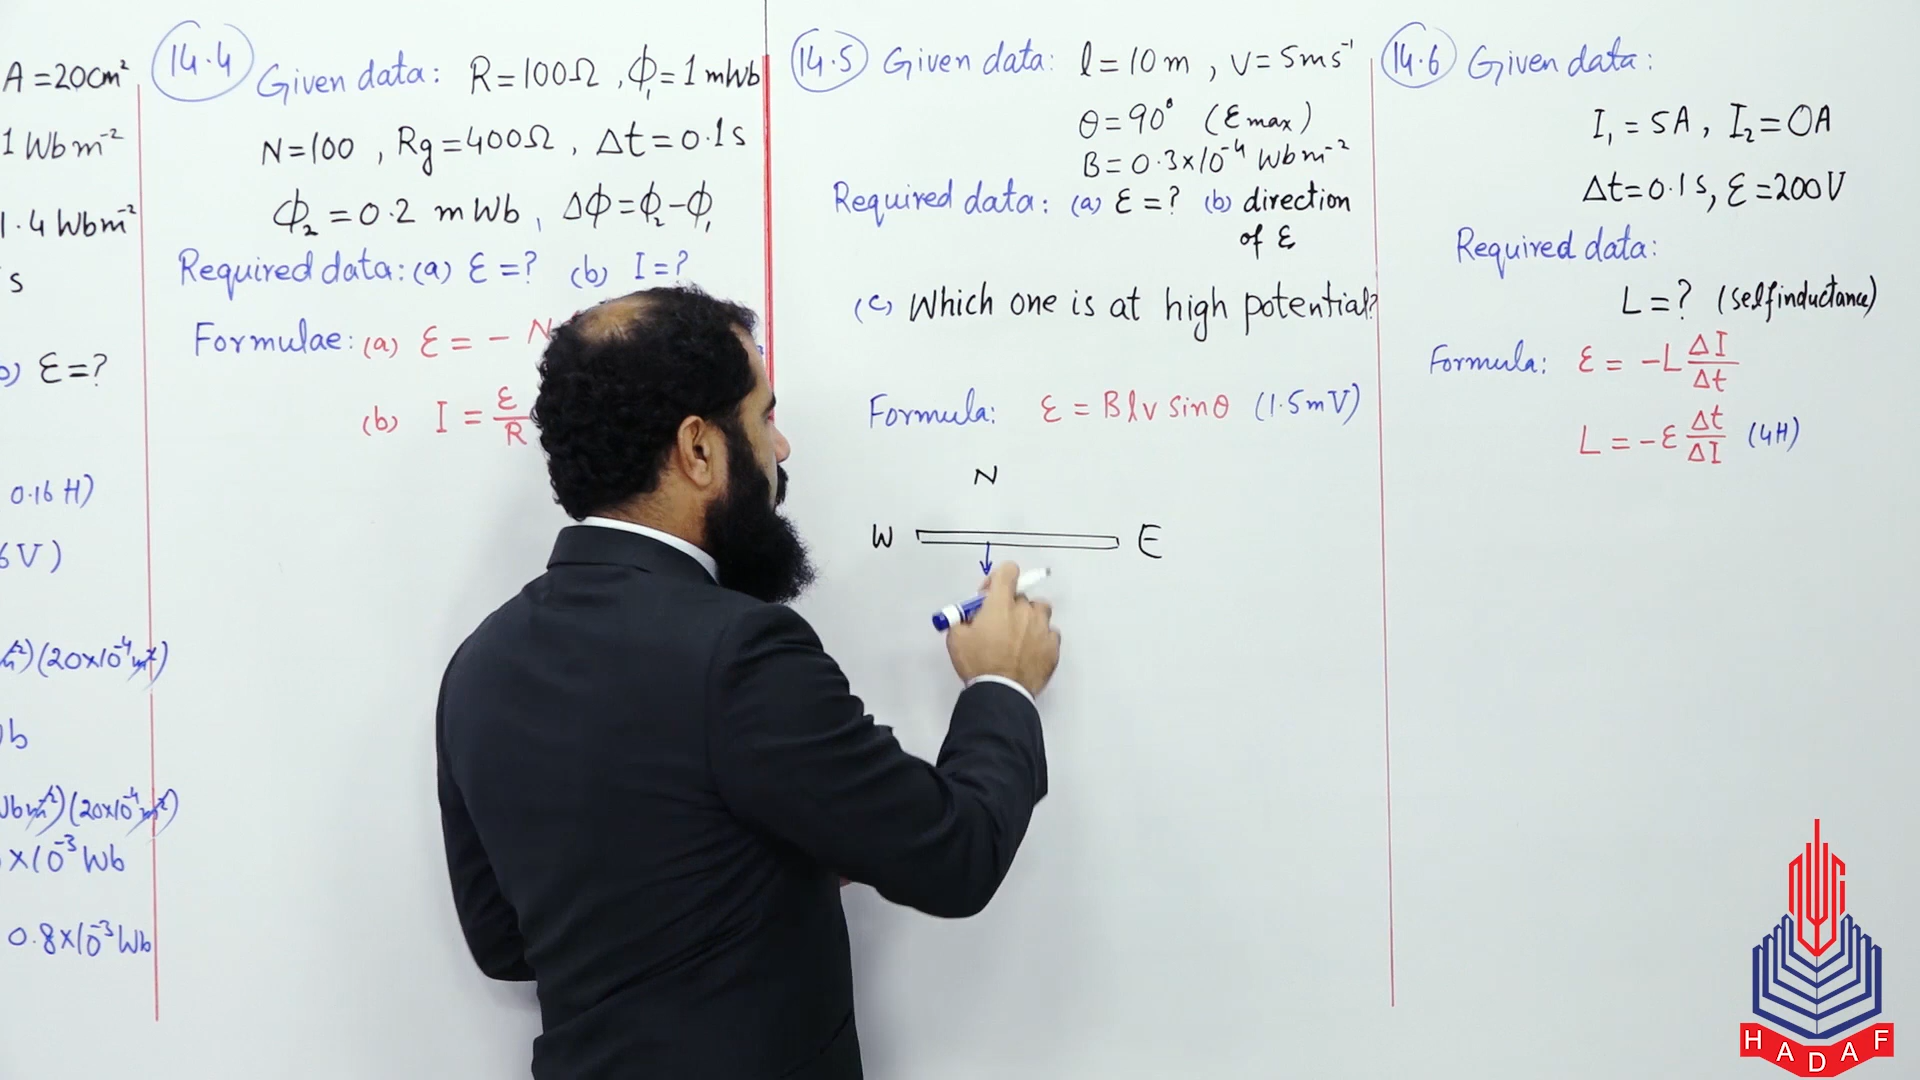 A = 20cm²
1 Wbm⁻²
1.4 Wbm⁻²
s
ε = ?
0.16 H)
V)
(20×10⁻⁴m²)
b
(20×10⁻⁴m²)
×10⁻³ Wb
0.8×10⁻³ Wb
14.4 Given data: R = 100Ω, Φ₁ = 1 mWb
N = 100, Rg = 400Ω, Δt = 0.1s
Φ₂ = 0.2 mWb, ΔΦ = Φ₂ - Φ₁
Required data: (a) ε = ? (b) I = ?
Formulae: (a) ε = - N
(b) I = ε/R
14.5 Given data: l = 10 m, v = 5ms⁻¹
θ = 90° (εmax)
B = 0.3×10⁻⁴ Wbm⁻²
Required data: (a) ε = ? (b) direction
of ε
(c) Which one is at high potential?
Formula: ε = Blv sinθ (1.5mV)
N
W E
14.6 Given data:
I₁ = 5A, I₂ = 0A
Δt = 0.1s, ε = 200V
Required data:
L = ? (self inductance)
Formula: ε = -L ΔI/Δt
L = -ε Δt/ΔI (4H)
HADAF